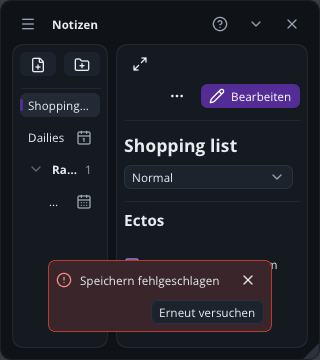 Notizen
Shopping...
Dailies
Ra... 1
...
Bearbeiten
Shopping list
Normal
Ectos
Speichern fehlgeschlagen
Erneut versuchen